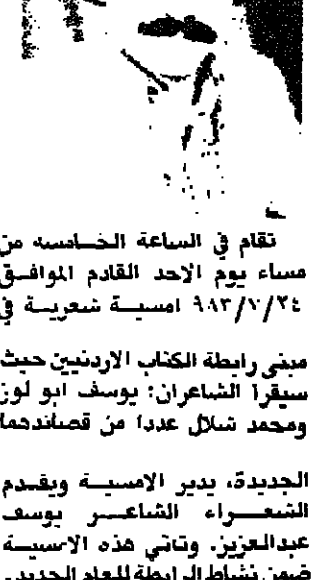 تقام في الساعة الخامسة من
مساء يوم الاحد القادم الموافق
٩٨٣/٧/٢٤ امسية شعرية في
مبنى رابطة الكتاب الاردنيين حيث
سيقرا الشاعران: يوسف ابو لوز
ومحمد شلال عددا من قصائدهما
الجديدة، يدير الامسية ويقدم
الشعراء الشاعر يوسف
عبدالعزيز. وتاتي هذه الامسية
ضمن نشاط الرابطة للعام الجديد.